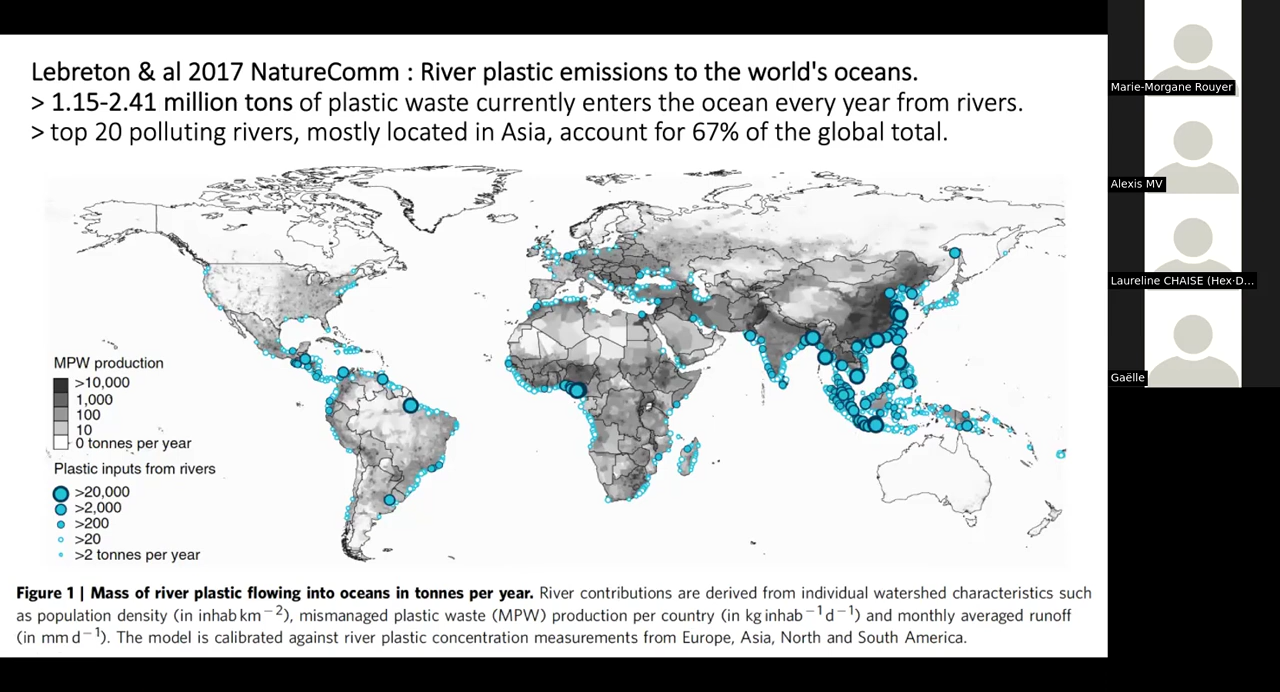 Lebreton & al 2017 NatureComm : River plastic emissions to the world's oceans.
> 1.15-2.41 million tons of plastic waste currently enters the ocean every year from rivers.
> top 20 polluting rivers, mostly located in Asia, account for 67% of the global total.
MPW production
>10,000
1,000
100
10
0 tonnes per year
Plastic inputs from rivers
>20,000
>2,000
>200
>20
>2 tonnes per year
Figure 1 | Mass of river plastic flowing into oceans in tonnes per year. River contributions are derived from individual watershed characteristics such
as population density (in inhab km⁻²), mismanaged plastic waste (MPW) production per country (in kg inhab⁻¹ d⁻¹) and monthly averaged runoff
(in mm d⁻¹). The model is calibrated against river plastic concentration measurements from Europe, Asia, North and South America.
Marie-Morgane Rouyer
Alexis MV
Laureline CHAISE (Hex·D...
Gaëlle